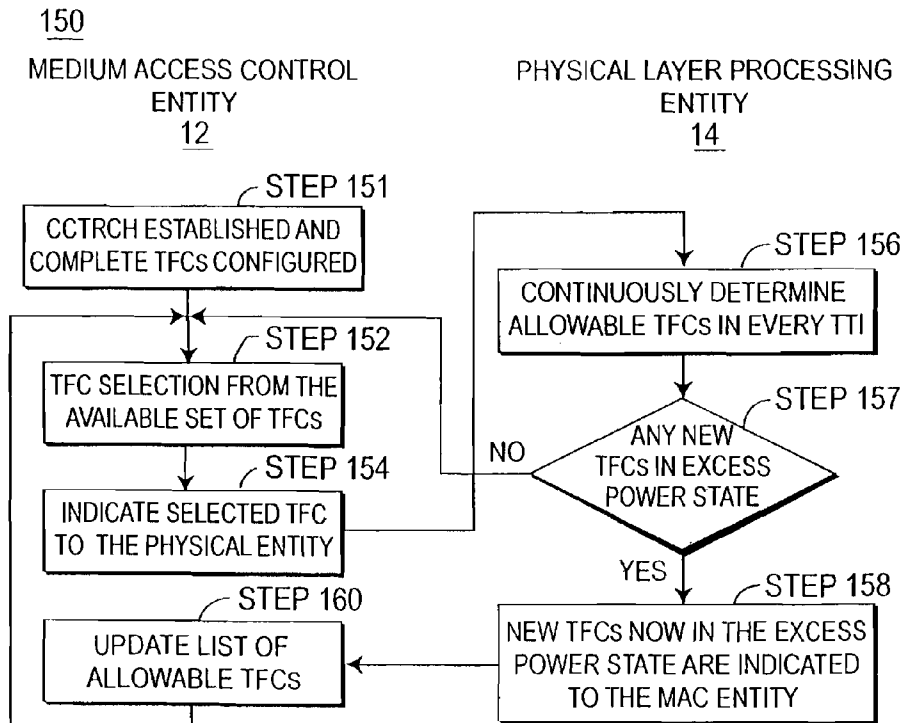 150
MEDIUM ACCESS CONTROL
ENTITY
12
PHYSICAL LAYER PROCESSING
ENTITY
14
STEP 151
CCTRCH ESTABLISHED AND
COMPLETE TFCs CONFIGURED
STEP 152
TFC SELECTION FROM THE
AVAILABLE SET OF TFCs
STEP 154
INDICATE SELECTED TFC
TO THE PHYSICAL ENTITY
STEP 156
CONTINUOUSLY DETERMINE
ALLOWABLE TFCs IN EVERY TTI
STEP 157
ANY NEW
TFCs IN EXCESS
POWER STATE
NO
YES
STEP 158
NEW TFCs NOW IN THE EXCESS
POWER STATE ARE INDICATED
TO THE MAC ENTITY
STEP 160
UPDATE LIST OF
ALLOWABLE TFCs